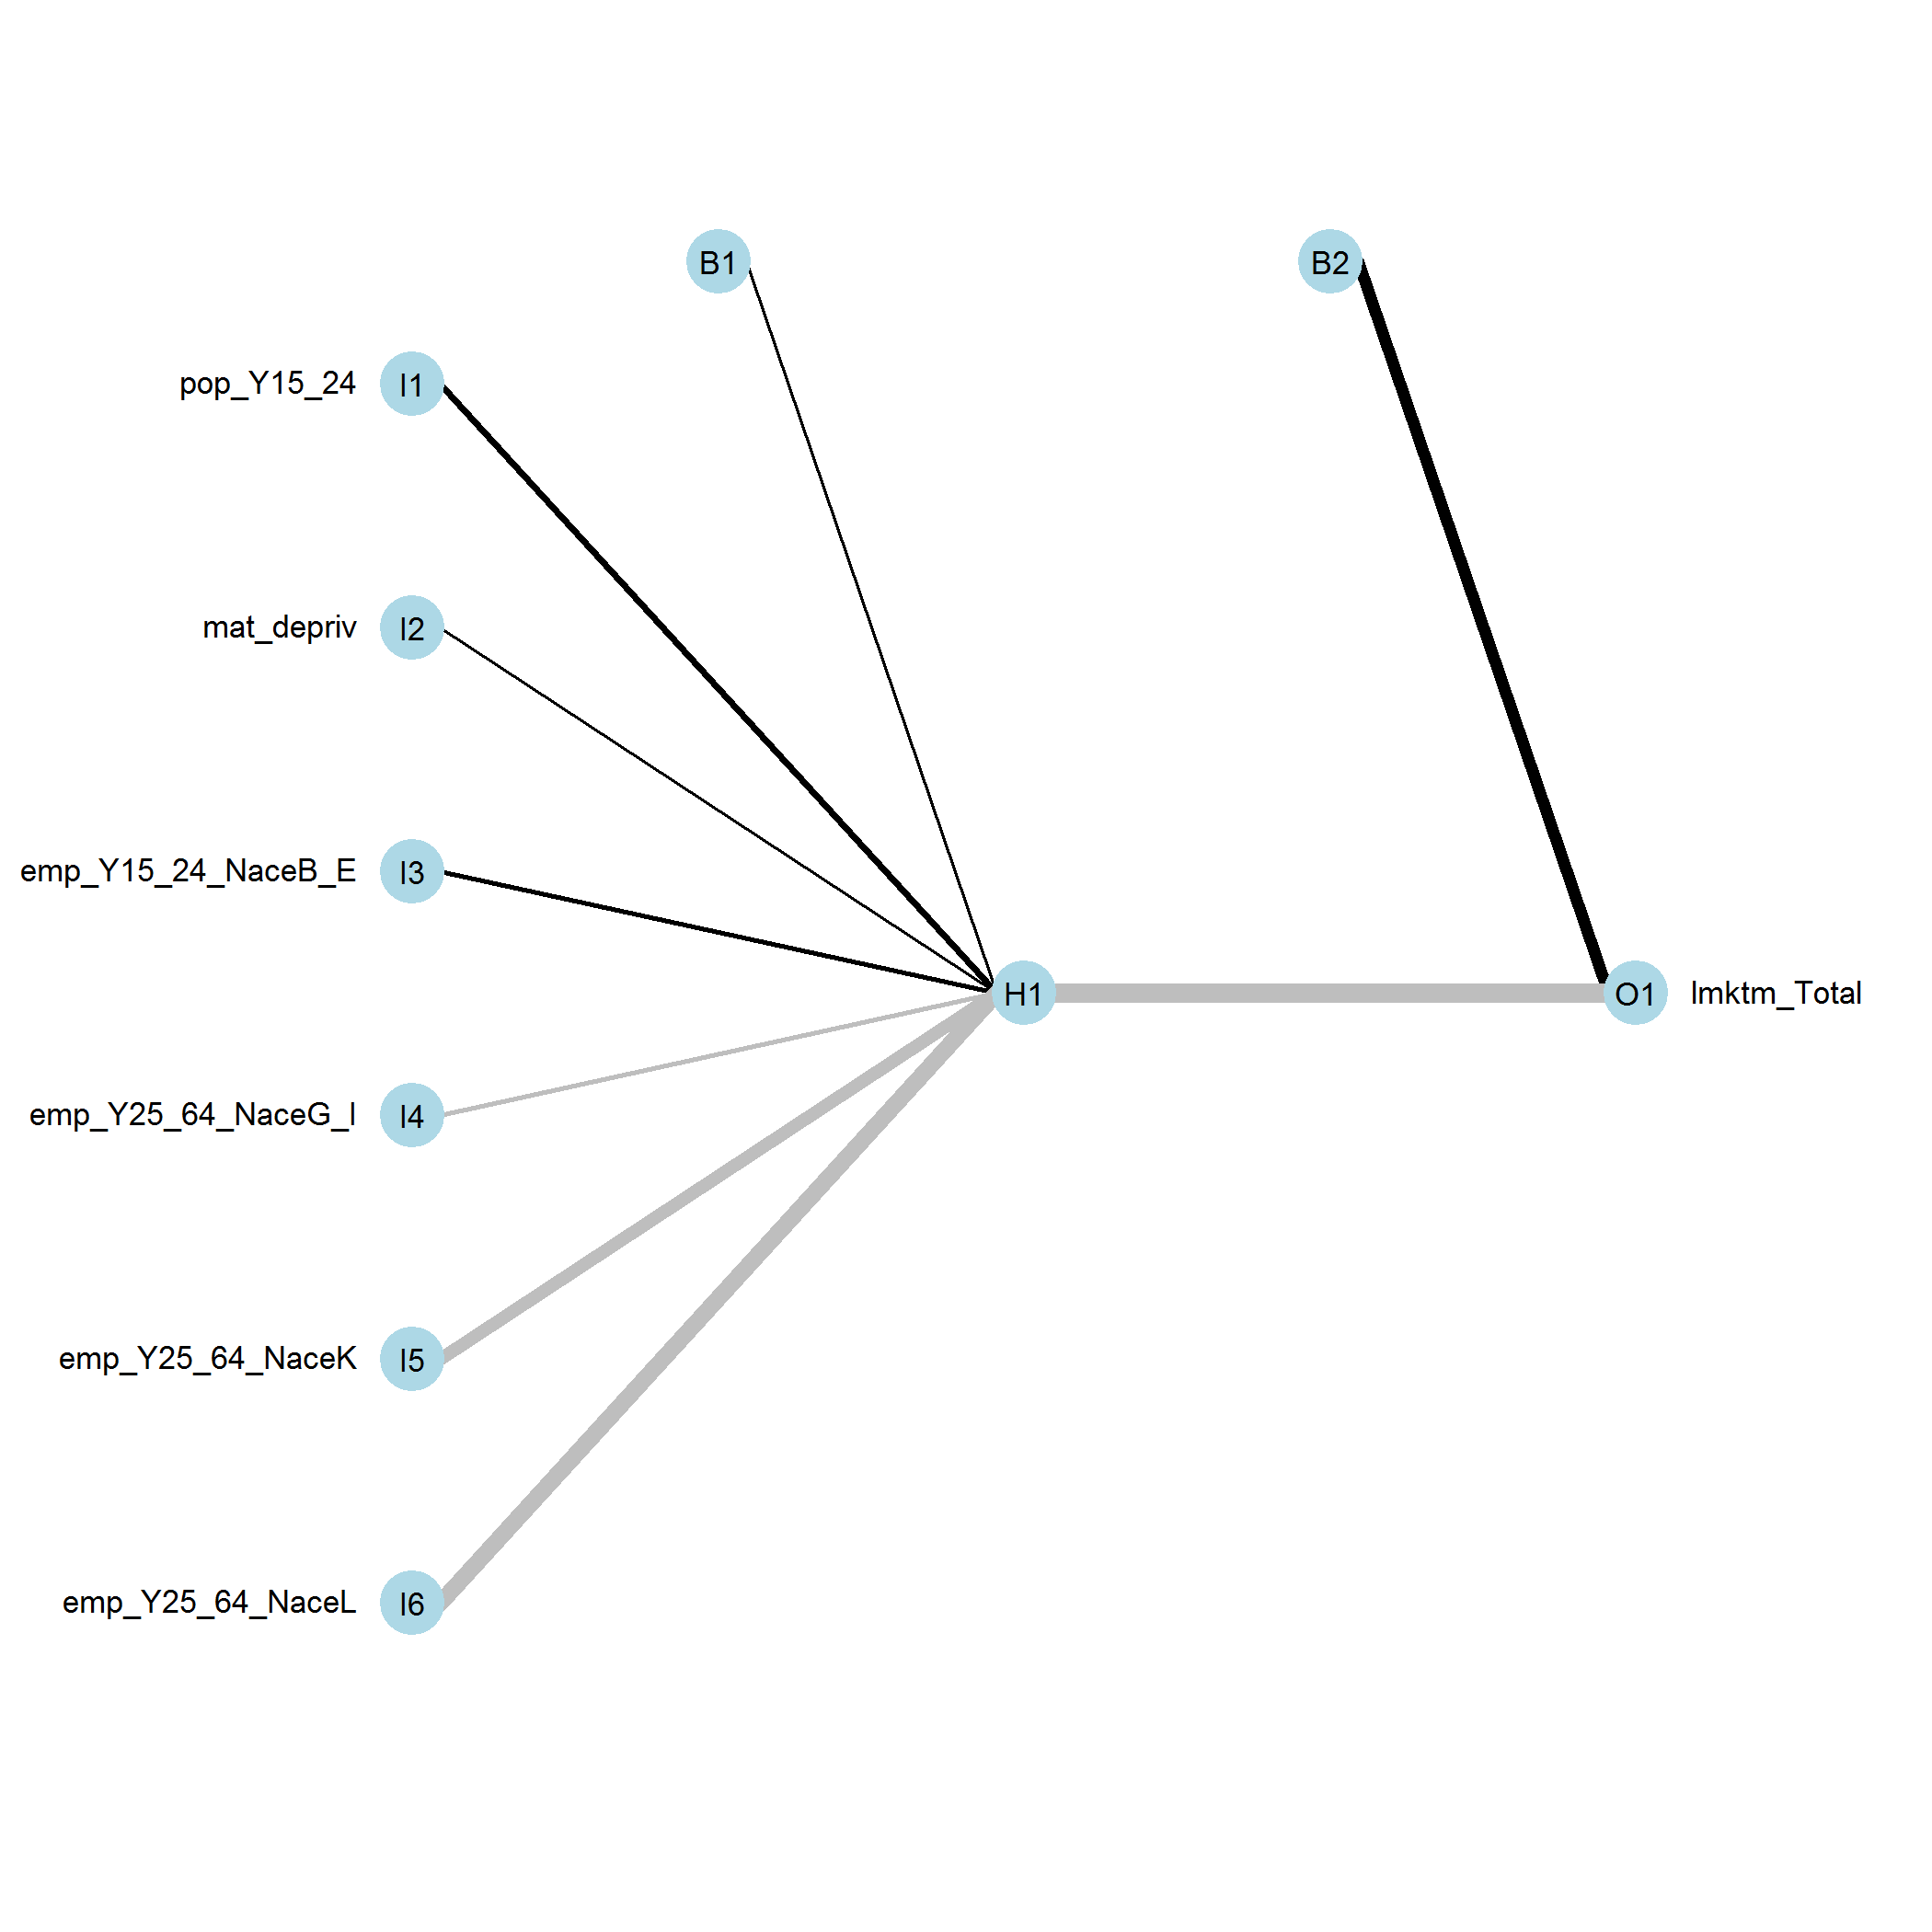 B1 B2
pop_Y15_24 I1
mat_depriv I2
emp_Y15_24_NaceB_E I3
H1 O1 lmktm_Total
emp_Y25_64_NaceG_I I4
emp_Y25_64_NaceK I5
emp_Y25_64_NaceL I6